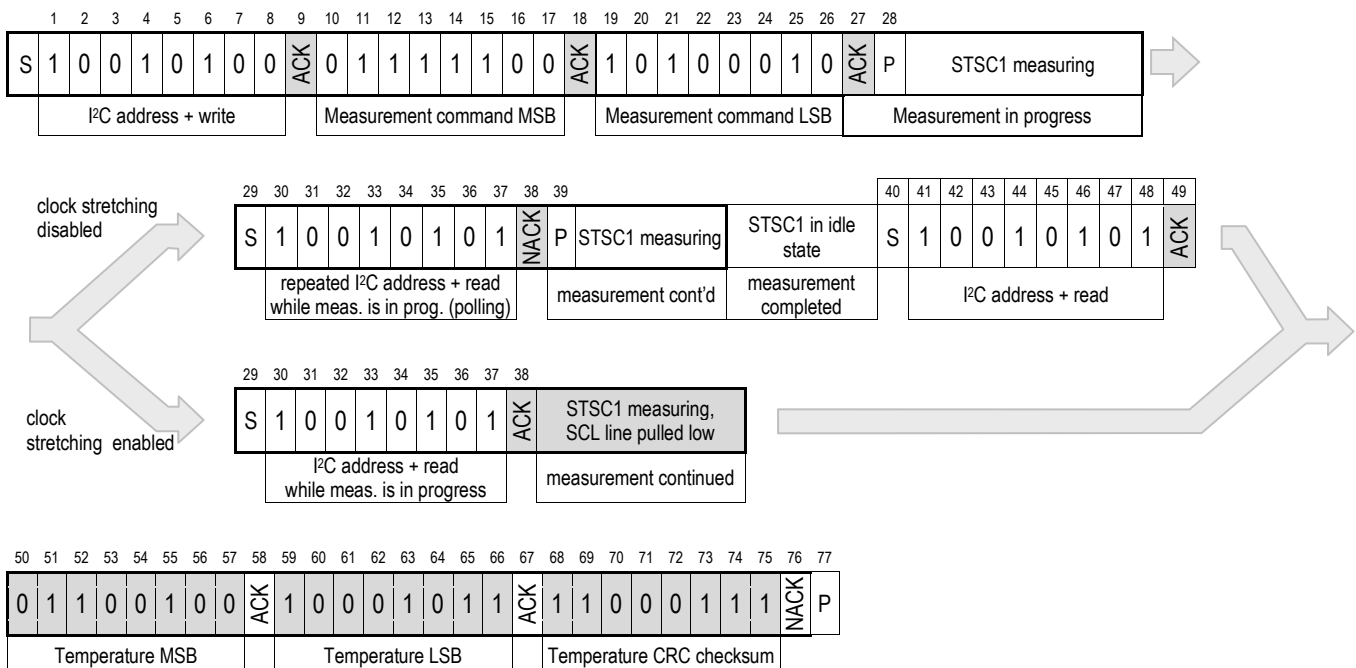 1 2 3 4 5 6 7 8 9 10 11 12 13 14 15 16 17 18 19 20 21 22 23 24 25 26 27 28
S 1 0 0 1 0 1 0 0 ACK 0 1 1 1 1 1 0 0 ACK 1 0 1 0 0 0 1 0 ACK P STSC1 measuring
I²C address + write Measurement command MSB Measurement command LSB Measurement in progress
clock stretching
disabled
29 30 31 32 33 34 35 36 37 38 39
S 1 0 0 1 0 1 0 1 NACK P STSC1 measuring
repeated I²C address + read
while meas. is in prog. (polling)
measurement cont’d
STSC1 in idle
state
measurement
completed
40 41 42 43 44 45 46 47 48 49
S 1 0 0 1 0 1 0 1 ACK
I²C address + read
clock
stretching enabled
29 30 31 32 33 34 35 36 37 38
S 1 0 0 1 0 1 0 1 ACK
STSC1 measuring,
SCL line pulled low
I²C address + read
while meas. is in progress
measurement continued
50 51 52 53 54 55 56 57 58 59 60 61 62 63 64 65 66 67 68 69 70 71 72 73 74 75 76 77
0 1 1 0 0 1 0 0 ACK 1 0 0 0 1 0 1 1 ACK 1 1 0 0 0 1 1 1 NACK P
Temperature MSB Temperature LSB Temperature CRC checksum